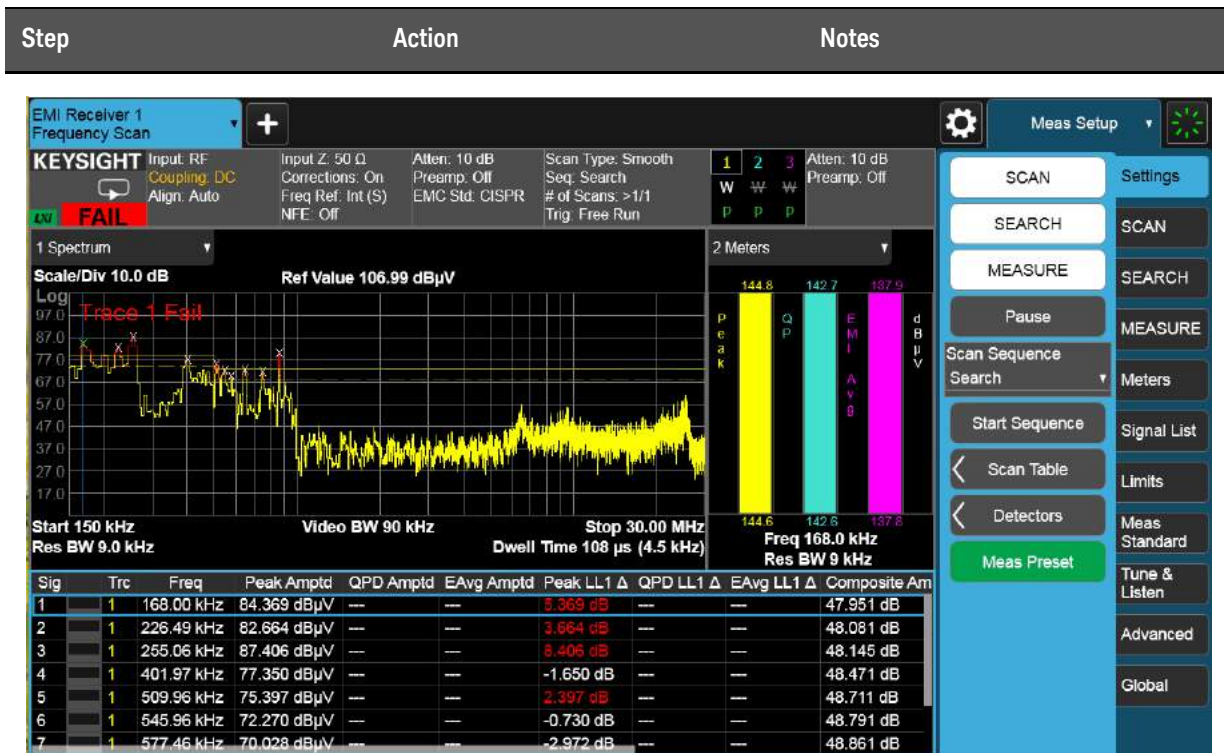 Step Action Notes
EMI Receiver 1
Frequency Scan
+
Meas Setup
KEYSIGHT
LXI
FAIL
Input: RF
Coupling: DC
Align: Auto
Input Z: 50 Ω
Corrections: On
Freq Ref: Int (S)
NFE: Off
Atten: 10 dB
Preamp: Off
EMC Std: CISPR
Scan Type: Smooth
Seq: Search
# of Scans: >1/1
Trig: Free Run
1 2 3
W W W
P P P
Atten: 10 dB
Preamp: Off
1 Spectrum
Scale/Div 10.0 dB
Ref Value 106.99 dBµV
Log
Trace 1 Fail
97.0
87.0
77.0
67.0
57.0
47.0
37.0
27.0
17.0
Start 150 kHz
Video BW 90 kHz
Stop 30.00 MHz
Res BW 9.0 kHz
Dwell Time 108 µs (4.5 kHz)
2 Meters
144.8 142.7 137.9
Peak
QP
EMI Avg
dBµV
144.6 142.6 137.8
Freq 168.0 kHz
Res BW 9 kHz
Sig Trc Freq Peak Amptd QPD Amptd EAvg Amptd Peak LL1 Δ QPD LL1 Δ EAvg LL1 Δ Composite Am
1 1 168.00 kHz 84.369 dBµV --- --- 5.369 dB --- --- 47.951 dB
2 1 226.49 kHz 82.664 dBµV --- --- 3.664 dB --- --- 48.081 dB
3 1 255.06 kHz 87.406 dBµV --- --- 8.406 dB --- --- 48.145 dB
4 1 401.97 kHz 77.350 dBµV --- --- -1.650 dB --- --- 48.471 dB
5 1 509.96 kHz 75.397 dBµV --- --- 2.397 dB --- --- 48.711 dB
6 1 545.96 kHz 72.270 dBµV --- --- -0.730 dB --- --- 48.791 dB
7 1 577.46 kHz 70.028 dBµV --- --- -2.972 dB --- --- 48.861 dB
SCAN
SEARCH
MEASURE
Pause
Scan Sequence
Search
Start Sequence
Scan Table
Detectors
Meas Preset
Settings
SCAN
SEARCH
MEASURE
Meters
Signal List
Limits
Meas
Standard
Tune &
Listen
Advanced
Global